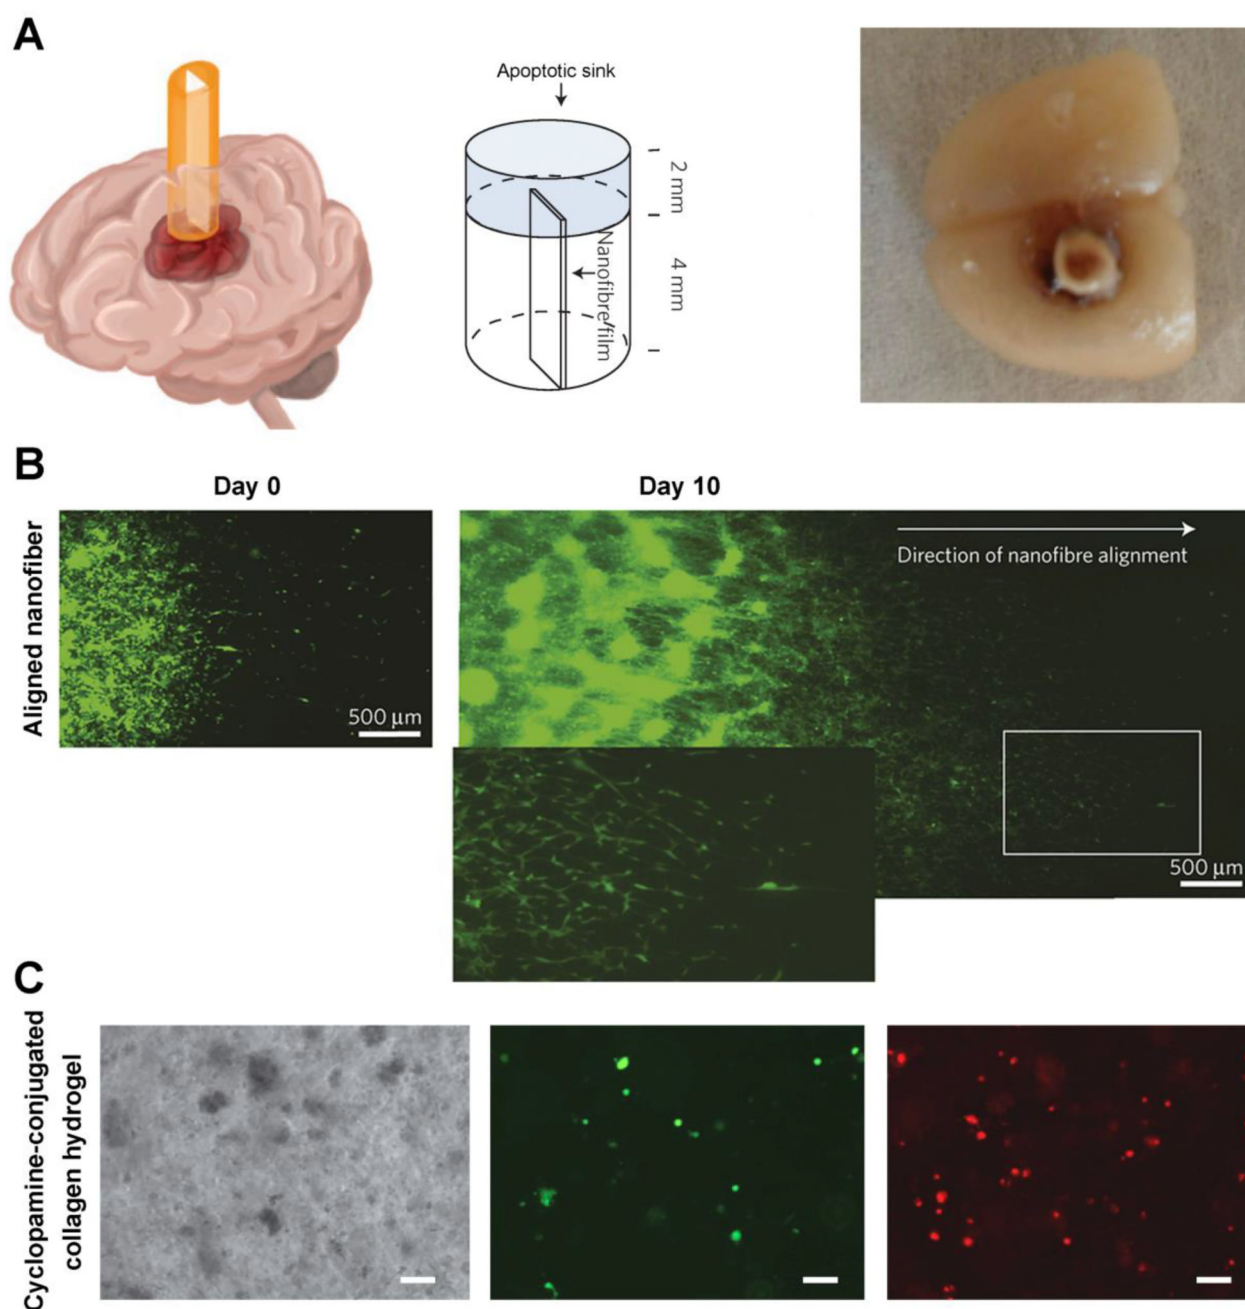 A
Apoptotic sink
2 mm
4 mm
Nanofibre/film
B
Day 0
Day 10
Aligned nanofiber
Direction of nanofibre alignment
500 μm
500 μm
C
Cyclopamine-conjugated
collagen hydrogel